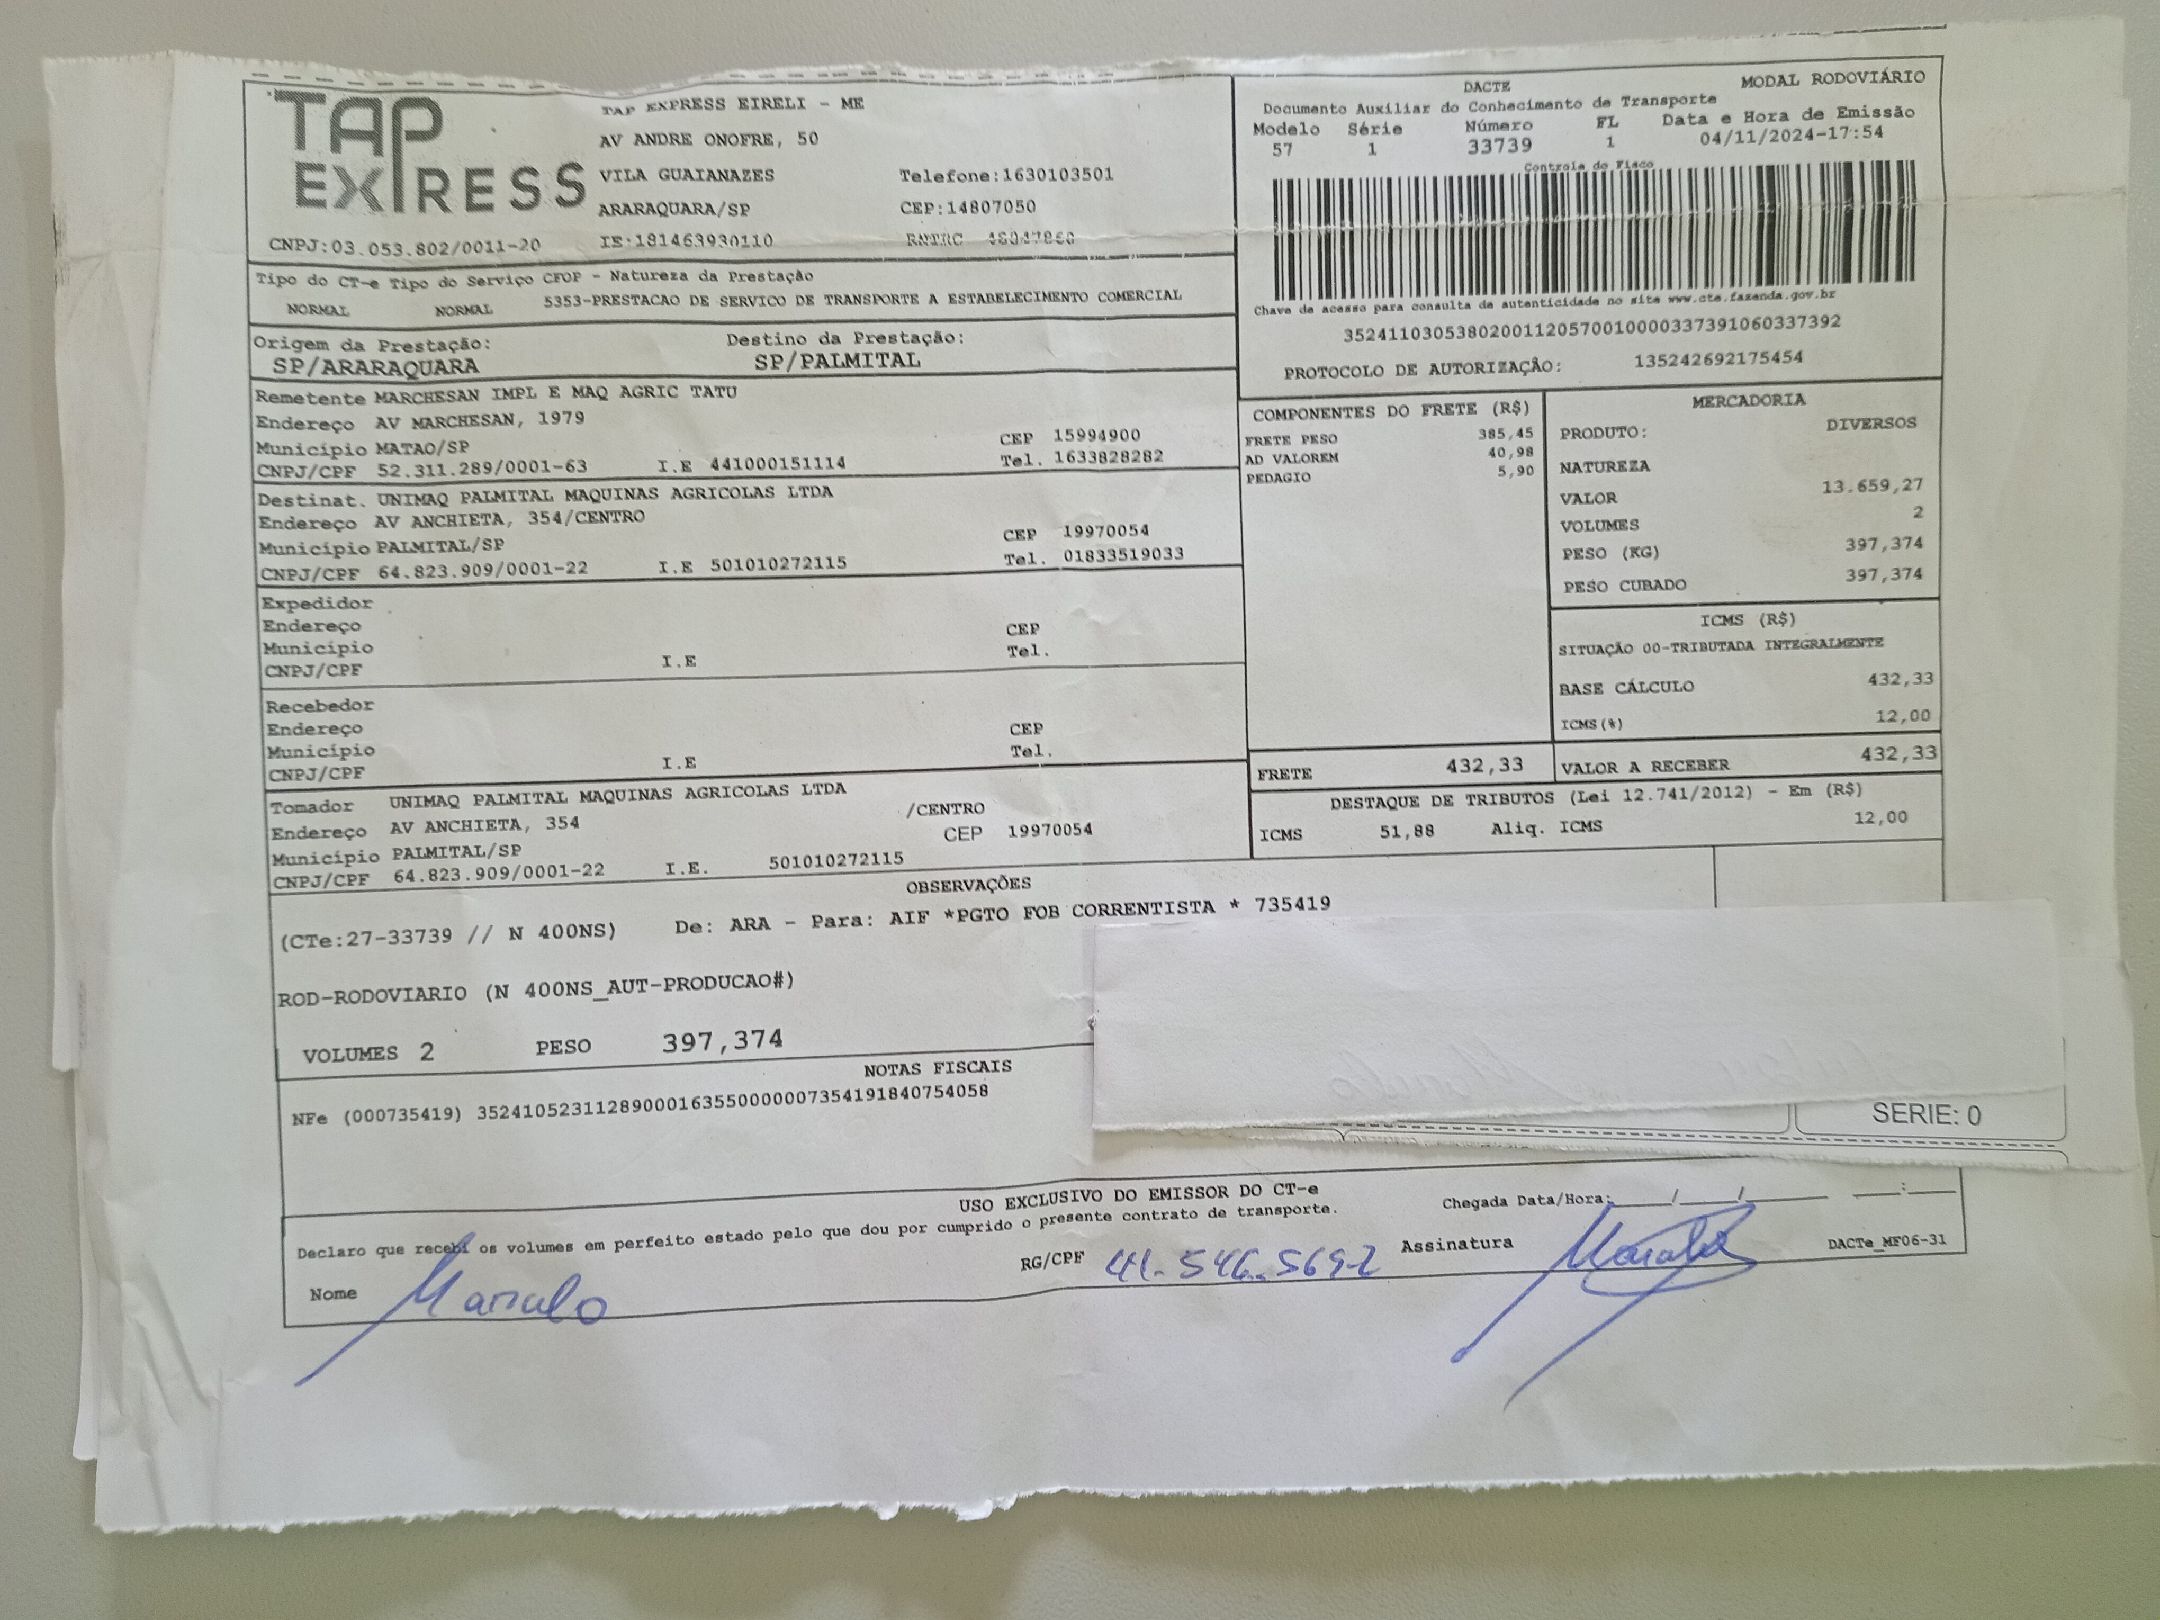 TAP EXPRESS
TAP EXPRESS EIRELI - ME
AV ANDRE ONOFRE, 50
VILA GUAIANAZES Telefone:1630103501
ARARAQUARA/SP CEP:14807050
CNPJ:03.053.802/0011-20 IE:181463930110 RNTRC 48047860
DACTE MODAL RODOVIÁRIO
Documento Auxiliar do Conhecimento de Transporte
Modelo Série Número FL Data e Hora de Emissão
57 1 33739 1 04/11/2024-17:54
Controle do Fisco
Chave de acesso para consulta de autenticidade no site www.cte.fazenda.gov.br
35241103053802001120570010000337391060337392
PROTOCOLO DE AUTORIZAÇÃO: 135242692175454
Tipo do CT-e Tipo do Serviço CFOP - Natureza da Prestação
NORMAL NORMAL 5353-PRESTACAO DE SERVICO DE TRANSPORTE A ESTABELECIMENTO COMERCIAL
Origem da Prestação: Destino da Prestação:
SP/ARARAQUARA SP/PALMITAL
Remetente MARCHESAN IMPL E MAQ AGRIC TATU
Endereço AV MARCHESAN, 1979
Município MATAO/SP CEP 15994900
CNPJ/CPF 52.311.289/0001-63 I.E 441000151114 Tel. 1633828282
Destinat. UNIMAQ PALMITAL MAQUINAS AGRICOLAS LTDA
Endereço AV ANCHIETA, 354/CENTRO
Município PALMITAL/SP CEP 19970054
CNPJ/CPF 64.823.909/0001-22 I.E 501010272115 Tel. 01833519033
Expedidor
Endereço
Município CEP
CNPJ/CPF I.E Tel.
Recebedor
Endereço
Município CEP
CNPJ/CPF I.E Tel.
Tomador UNIMAQ PALMITAL MAQUINAS AGRICOLAS LTDA
Endereço AV ANCHIETA, 354 /CENTRO
Município PALMITAL/SP CEP 19970054
CNPJ/CPF 64.823.909/0001-22 I.E. 501010272115
COMPONENTES DO FRETE (R$)
FRETE PESO 385,45
AD VALOREM 40,98
PEDAGIO 5,90
MERCADORIA
PRODUTO: DIVERSOS
NATUREZA
VALOR 13.659,27
VOLUMES 2
PESO (KG) 397,374
PESO CUBADO 397,374
ICMS (R$)
SITUAÇÃO 00-TRIBUTADA INTEGRALMENTE
BASE CÁLCULO 432,33
ICMS(%) 12,00
FRETE 432,33 VALOR A RECEBER 432,33
DESTAQUE DE TRIBUTOS (Lei 12.741/2012) - Em (R$)
ICMS 51,88 Aliq. ICMS 12,00
OBSERVAÇÕES
(CTe:27-33739 // N 400NS) De: ARA - Para: AIF *PGTO FOB CORRENTISTA * 735419
ROD-RODOVIARIO (N 400NS_AUT-PRODUCAO#)
VOLUMES 2 PESO 397,374
NOTAS FISCAIS
NFe (000735419) 35241052311289000163550000007354191840754058
SERIE: 0
USO EXCLUSIVO DO EMISSOR DO CT-e
Declaro que recebi os volumes em perfeito estado pelo que dou por cumprido o presente contrato de transporte.
Chegada Data/Hora: / / :
Nome RG/CPF 41.546.569-2 Assinatura DACTe_MF06-31